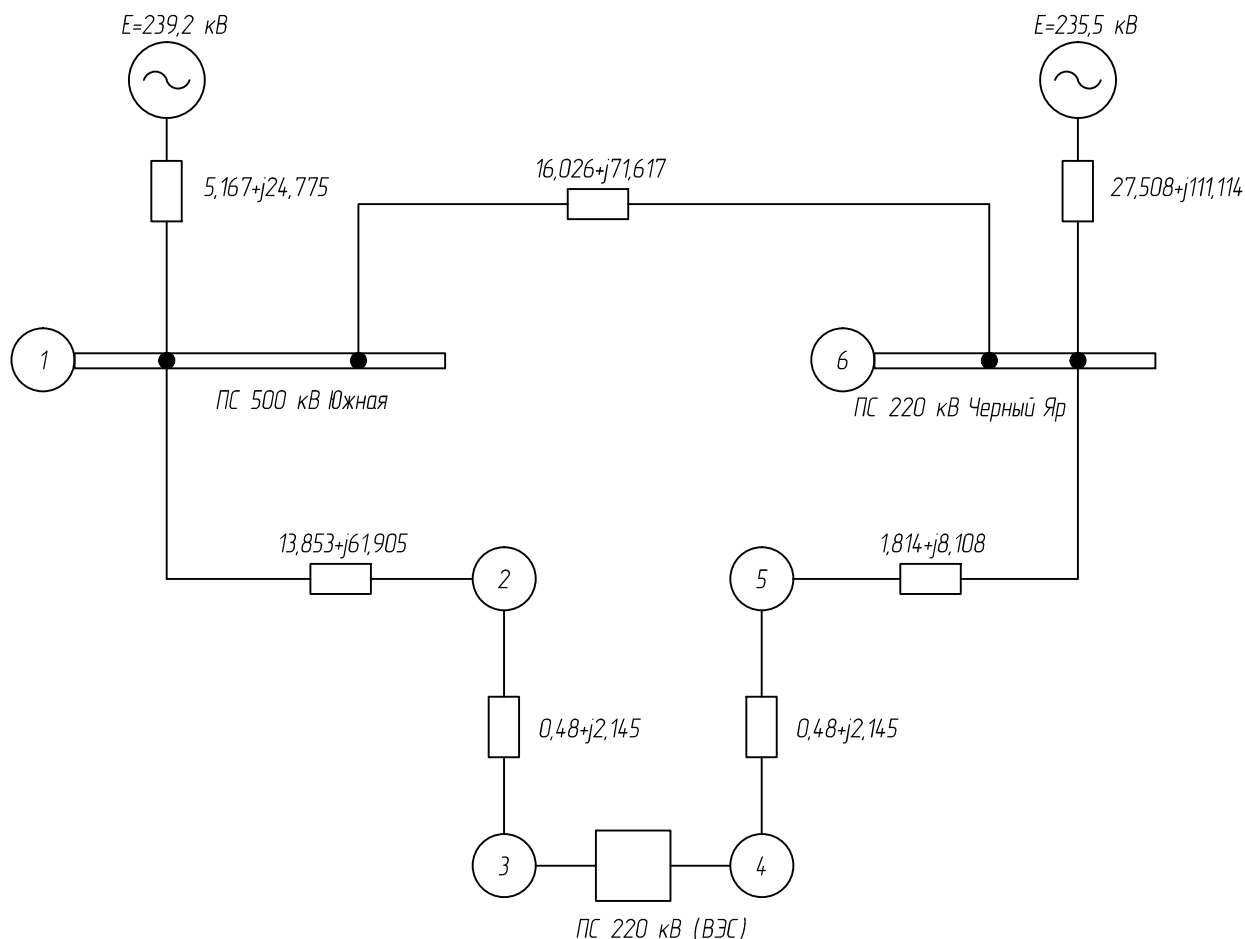 E=239,2 кВ
E=235,5 кВ
16,026+j71,617
5,167+j24,775
27,508+j111,114
1
6
ПС 500 кВ Южная
ПС 220 кВ Черный Яр
13,853+j61,905
1,814+j8,108
2
5
0,48+j2,145
0,48+j2,145
3
4
ПС 220 кВ (ВЭС)